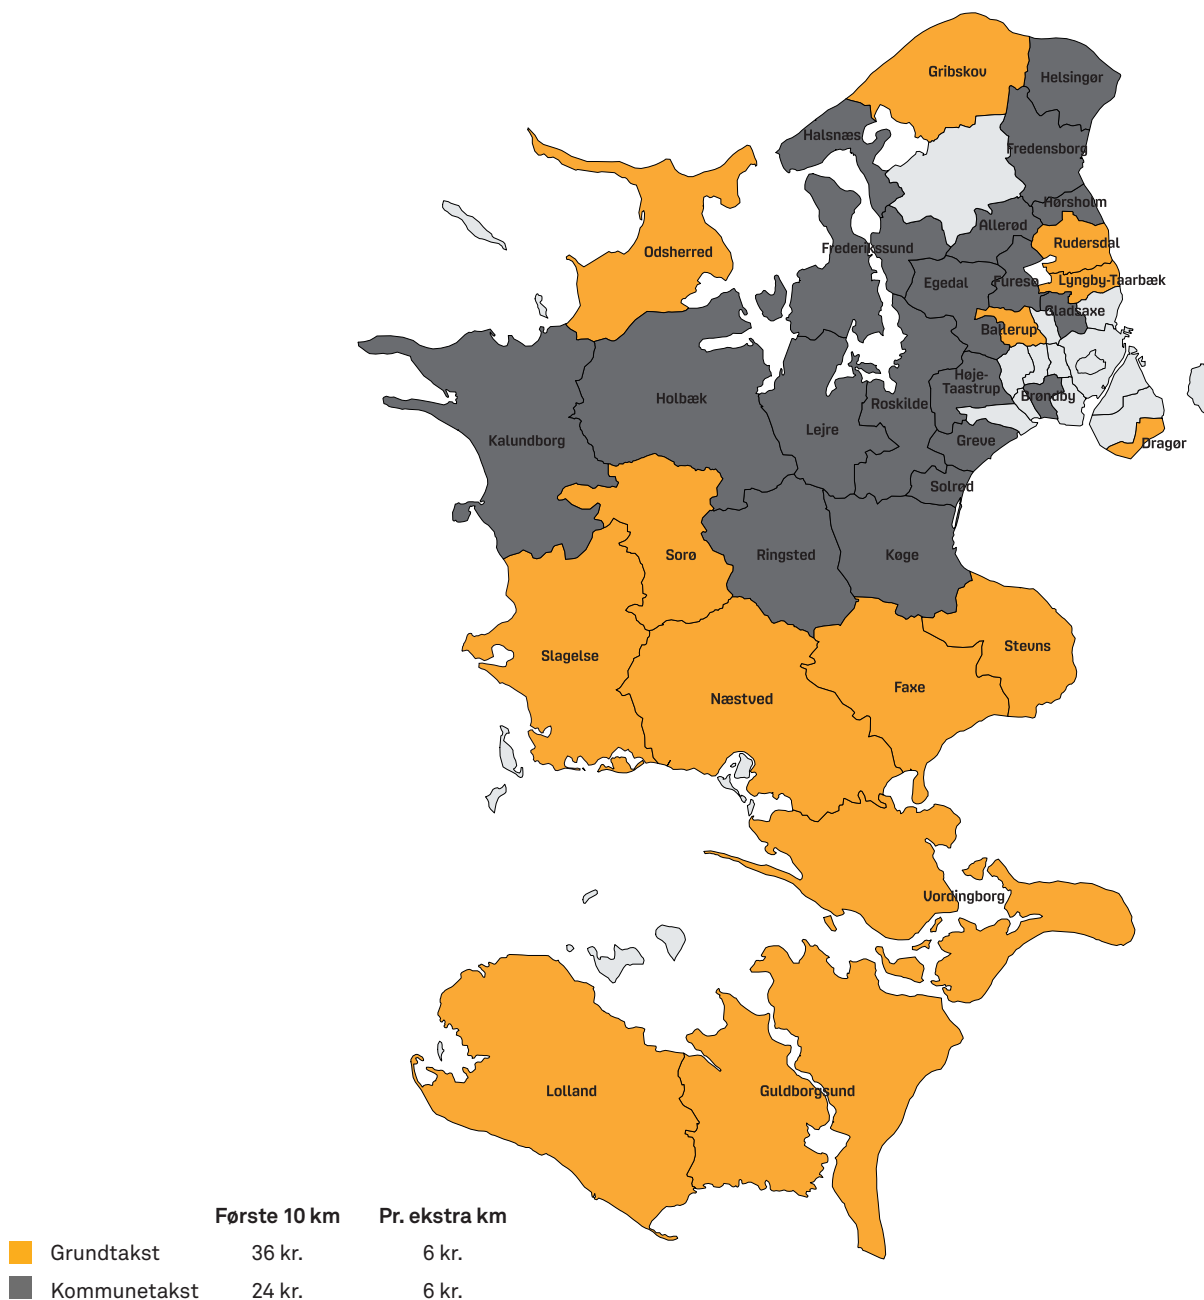 Gribskov
Helsingør
Halsnæs
Fredensborg
Hørsholm
Allerød
Rudersdal
Frederikssund
Odsherred
Egedal
Furesø
Lyngby-Taarbæk
Gladsaxe
Ballerup
Høje-
Taastrup
Brøndby
Holbæk
Roskilde
Lejre
Kalundborg
Greve
Dragør
Solrød
Sorø
Ringsted
Køge
Stevns
Slagelse
Faxe
Næstved
Vordingborg
Lolland
Guldborgsund
Første 10 km Pr. ekstra km
Grundtakst 36 kr. 6 kr.
Kommunetakst 24 kr. 6 kr.